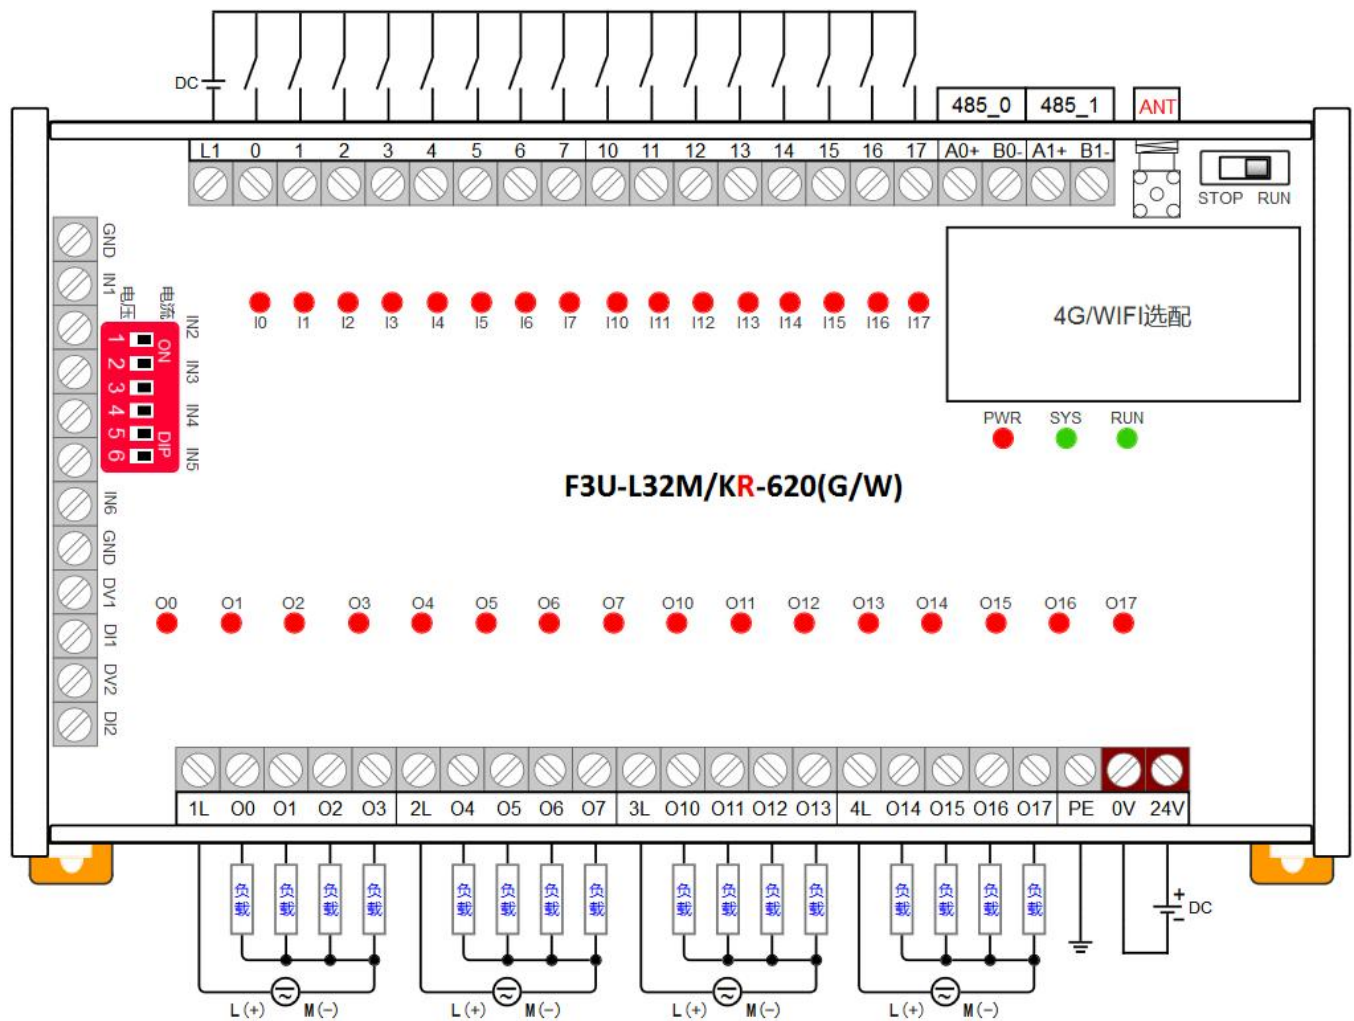 DC
485_0 485_1 ANT
L1 0 1 2 3 4 5 6 7 10 11 12 13 14 15 16 17 A0+ B0- A1+ B1-
STOP RUN
GND
IN1
电压
电流
IN2
IN3
IN4
IN5
1 2 3 4 5 6
ON
DIP
IN6
GND
DV1
DI1
DV2
DI2
I0 I1 I2 I3 I4 I5 I6 I7 I10 I11 I12 I13 I14 I15 I16 I17
4G/WIFI选配
PWR SYS RUN
F3U-L32M/KR-620(G/W)
O0 O1 O2 O3 O4 O5 O6 O7 O10 O11 O12 O13 O14 O15 O16 O17
1L O0 O1 O2 O3 2L O4 O5 O6 O7 3L O10 O11 O12 O13 4L O14 O15 O16 O17 PE 0V 24V
负载 负载 负载 负载 负载 负载 负载 负载 负载 负载 负载 负载 负载 负载 负载 负载
+ DC
-
L(+) M(-) L(+) M(-) L(+) M(-) L(+) M(-)